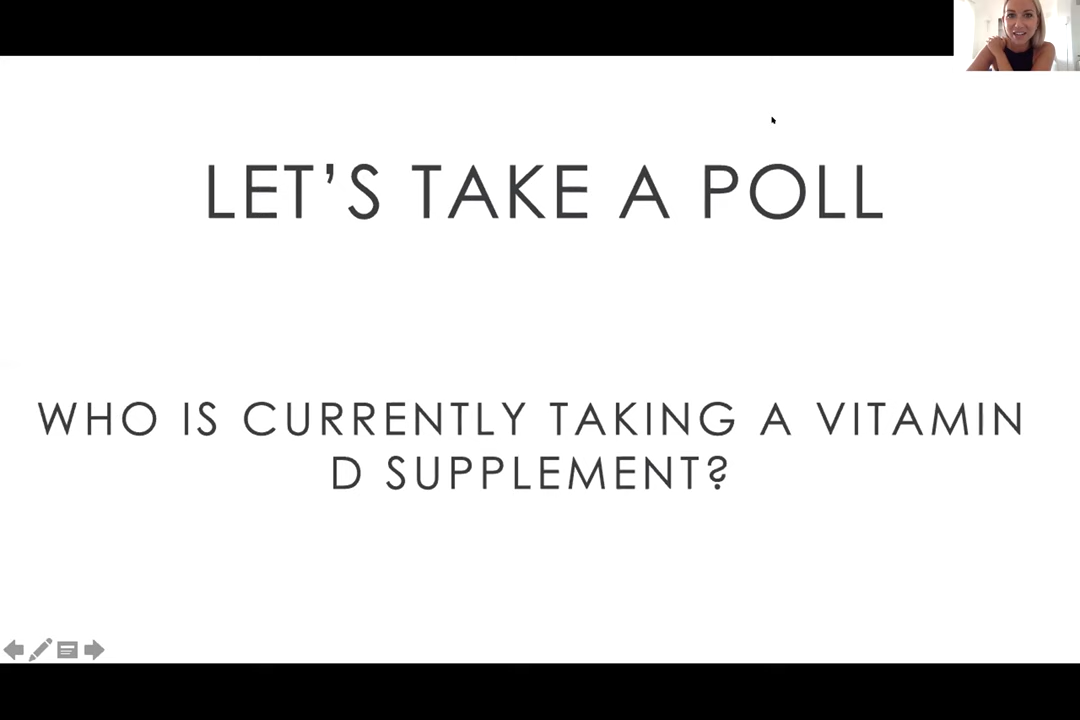 LET’S TAKE A POLL
WHO IS CURRENTLY TAKING A VITAMIN
D SUPPLEMENT?